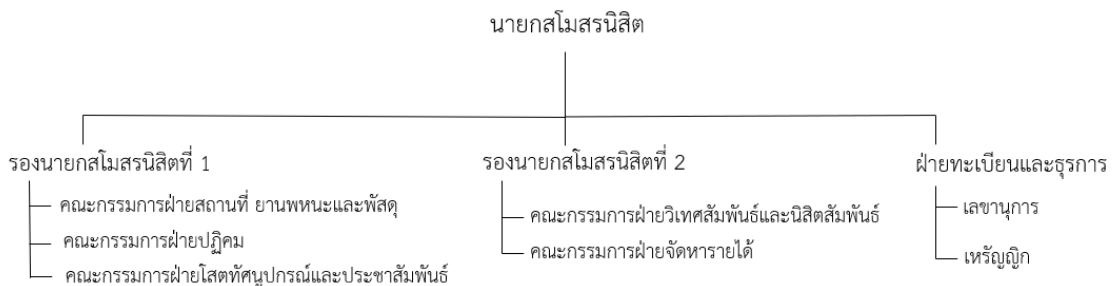 นายกสโมสรนิสิต
รองนายกสโมสรนิสิตที่ 1
คณะกรรมการฝ่ายสถานที่ ยานพหนะและพัสดุ
คณะกรรมการฝ่ายปฏิคม
คณะกรรมการฝ่ายโสตทัศนูปกรณ์และประชาสัมพันธ์
รองนายกสโมสรนิสิตที่ 2
คณะกรรมการฝ่ายวิเทศสัมพันธ์และนิสิตสัมพันธ์
คณะกรรมการฝ่ายจัดหารายได้
ฝ่ายทะเบียนและธุรการ
เลขานุการ
เหรัญญิก